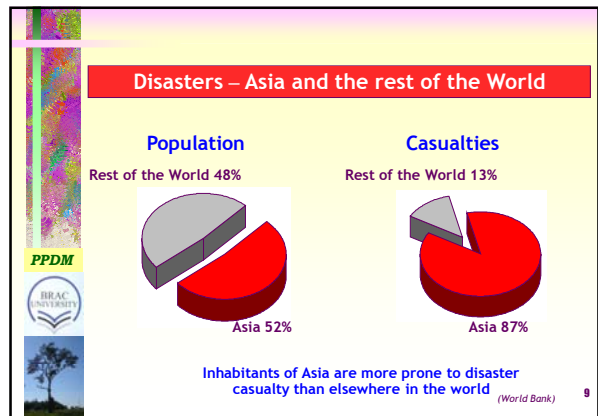 Disasters – Asia and the rest of the World
Population
Rest of the World 48%
Asia 52%
Casualties
Rest of the World 13%
Asia 87%
PPDM
BRAC
UNIVERSITY
Inhabitants of Asia are more prone to disaster
casualty than elsewhere in the world
(World Bank)
9